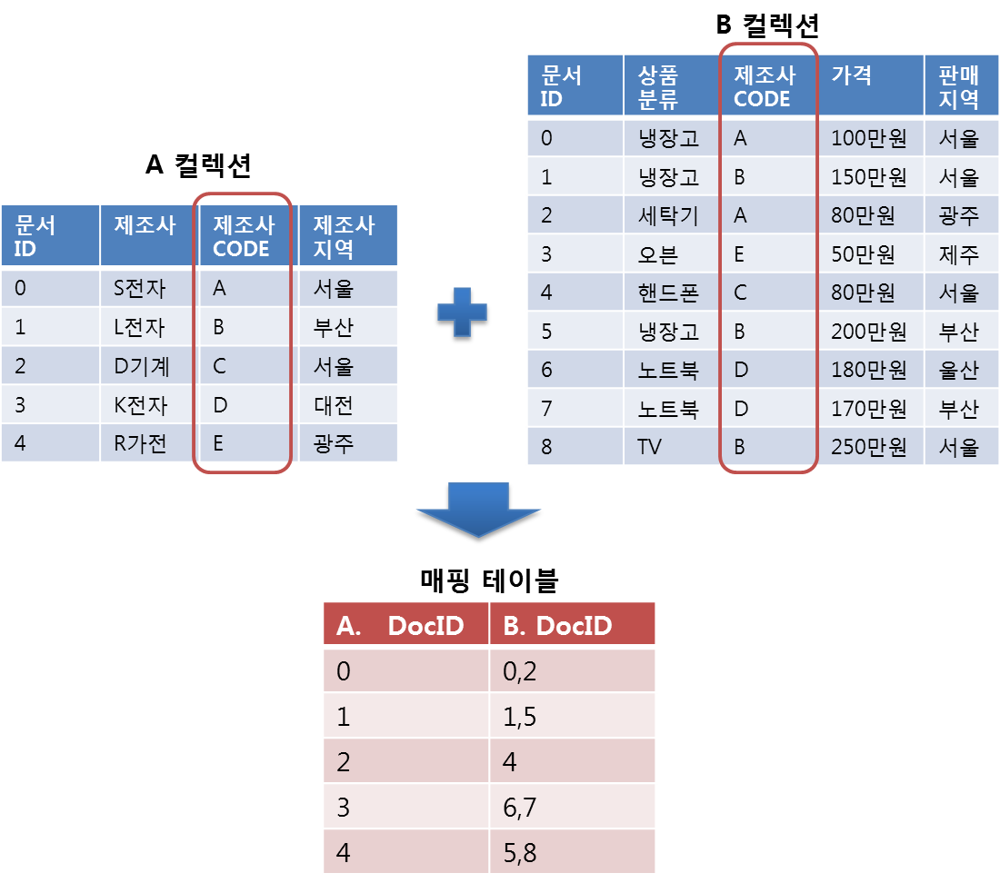 B 컬렉션
문서 ID 상품 분류 제조사 CODE 가격 판매 지역
0 냉장고 A 100만원 서울
1 냉장고 B 150만원 서울
2 세탁기 A 80만원 광주
3 오븐 E 50만원 제주
4 핸드폰 C 80만원 서울
5 냉장고 B 200만원 부산
6 노트북 D 180만원 울산
7 노트북 D 170만원 부산
8 TV B 250만원 서울
A 컬렉션
문서 ID 제조사 제조사 CODE 제조사 지역
0 S전자 A 서울
1 L전자 B 부산
2 D기계 C 서울
3 K전자 D 대전
4 R가전 E 광주
매핑 테이블
A. DocID B. DocID
0 0,2
1 1,5
2 4
3 6,7
4 5,8